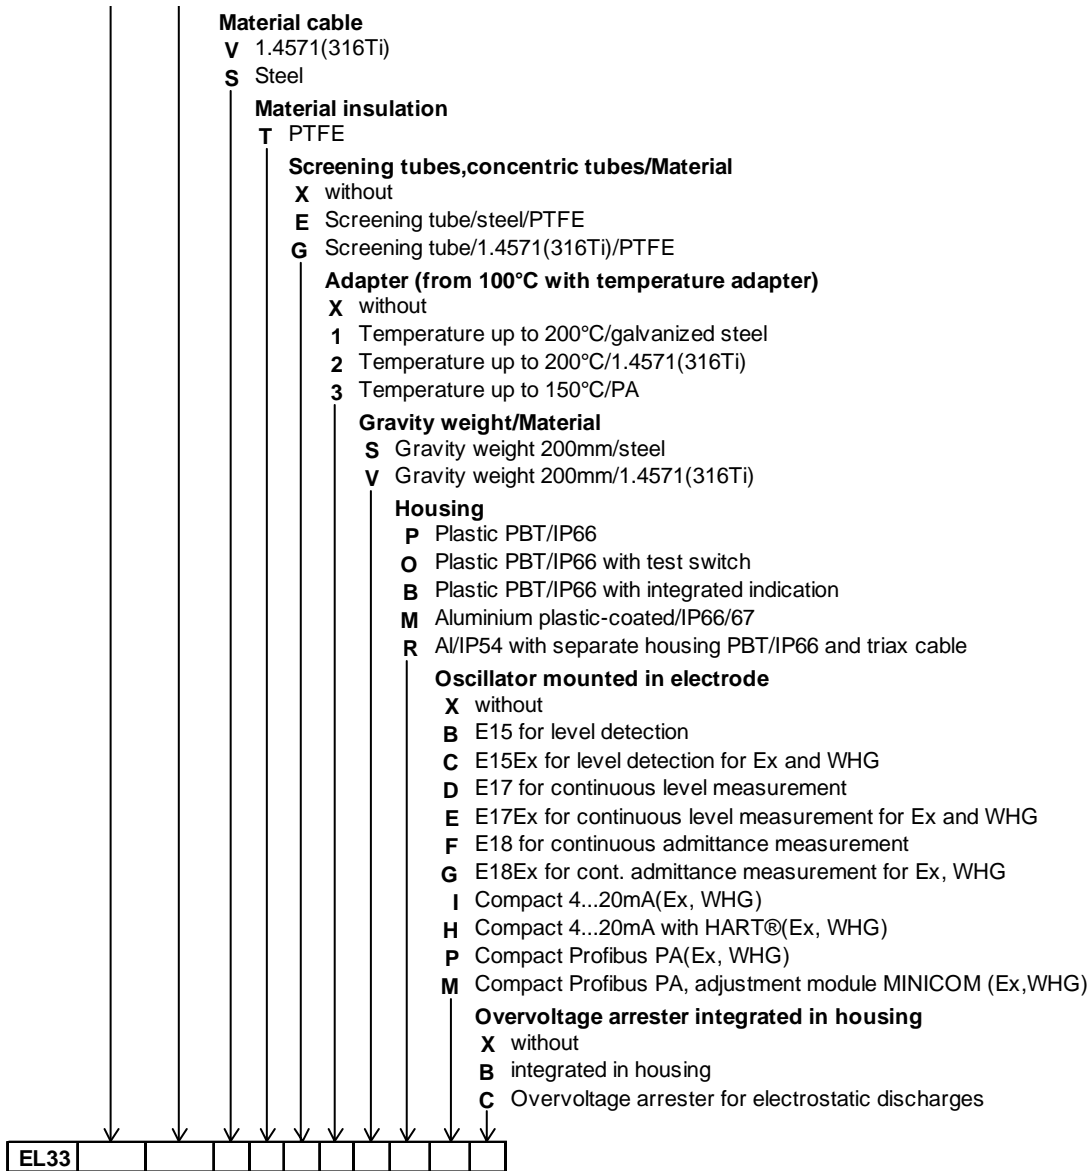 Material cable
V 1.4571(316Ti)
S Steel
Material insulation
T PTFE
Screening tubes,concentric tubes/Material
X without
E Screening tube/steel/PTFE
G Screening tube/1.4571(316Ti)/PTFE
Adapter (from 100°C with temperature adapter)
X without
1 Temperature up to 200°C/galvanized steel
2 Temperature up to 200°C/1.4571(316Ti)
3 Temperature up to 150°C/PA
Gravity weight/Material
S Gravity weight 200mm/steel
V Gravity weight 200mm/1.4571(316Ti)
Housing
P Plastic PBT/IP66
O Plastic PBT/IP66 with test switch
B Plastic PBT/IP66 with integrated indication
M Aluminium plastic-coated/IP66/67
R Al/IP54 with separate housing PBT/IP66 and triax cable
Oscillator mounted in electrode
X without
B E15 for level detection
C E15Ex for level detection for Ex and WHG
D E17 for continuous level measurement
E E17Ex for continuous level measurement for Ex and WHG
F E18 for continuous admittance measurement
G E18Ex for cont. admittance measurement for Ex, WHG
I Compact 4...20mA(Ex, WHG)
H Compact 4...20mA with HART®(Ex, WHG)
P Compact Profibus PA(Ex, WHG)
M Compact Profibus PA, adjustment module MINICOM (Ex,WHG)
Overvoltage arrester integrated in housing
X without
B integrated in housing
C Overvoltage arrester for electrostatic discharges
EL33